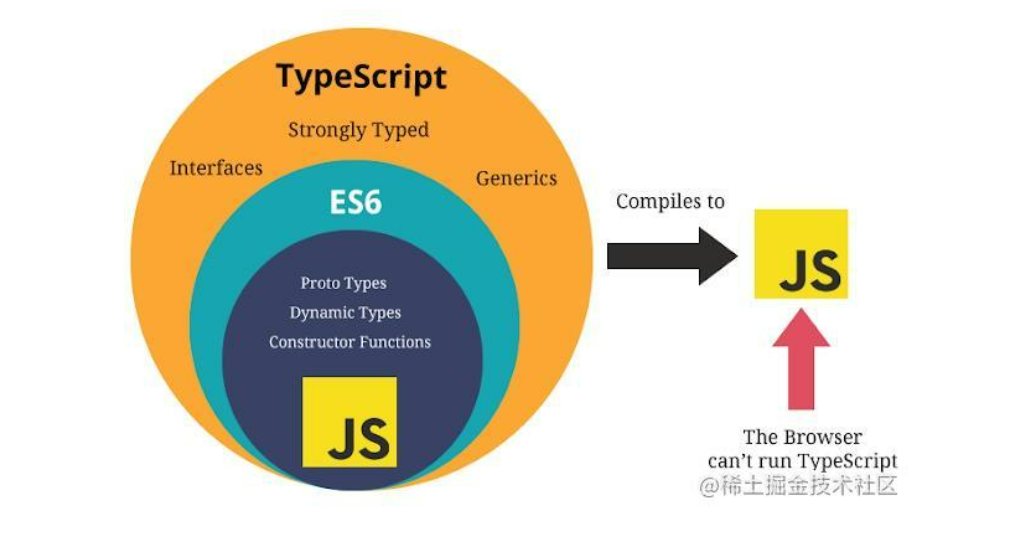 TypeScript
Strongly Typed
Interfaces
Generics
ES6
Proto Types
Dynamic Types
Constructor Functions
JS
Compiles to
JS
The Browser
can't run TypeScript
@稀土掘金技术社区